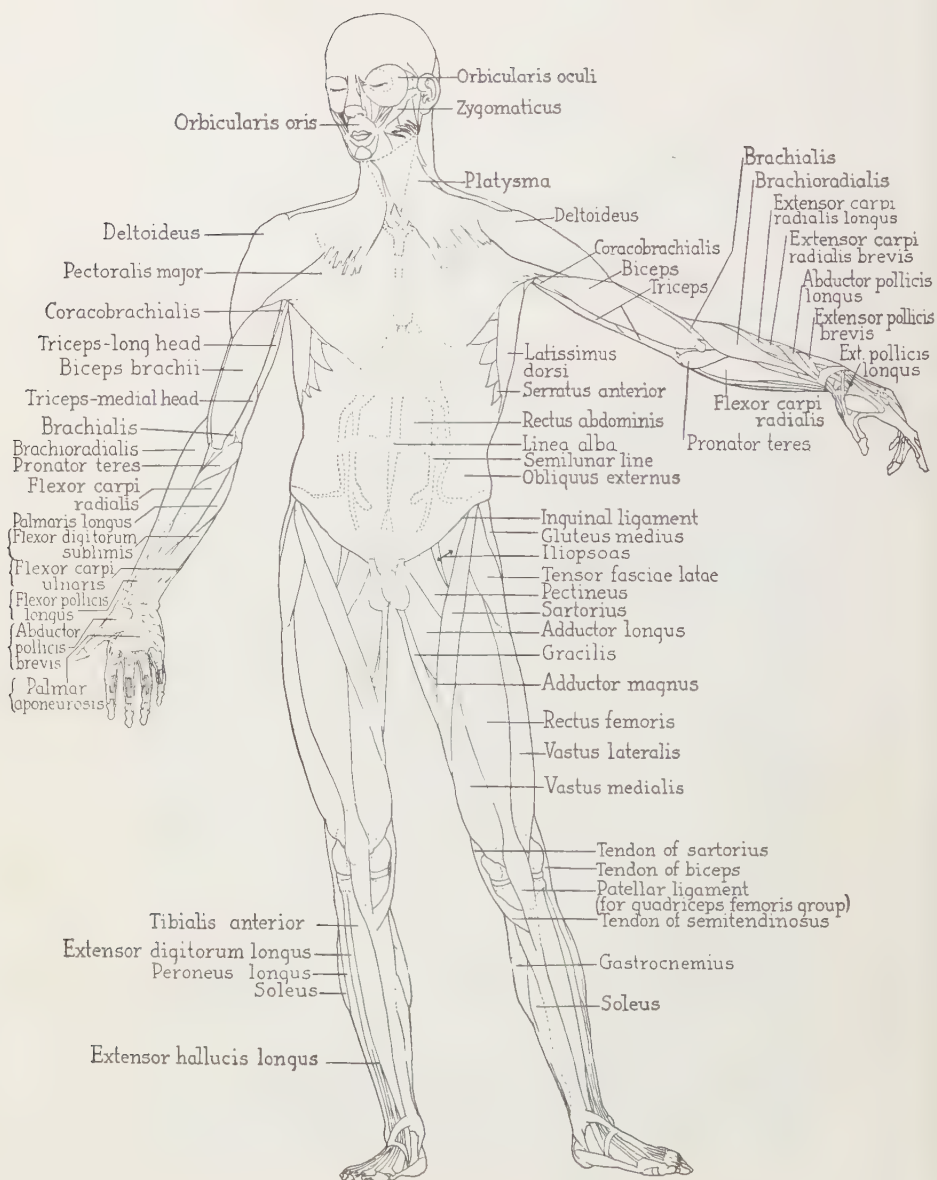 Orbicularis oculi
Zygomaticus
Orbicularis oris
Platysma
Deltoideus
Pectoralis major
Coracobrachialis
Triceps-long head
Biceps brachii
Triceps-medial head
Brachialis
Brachioradialis
Pronator teres
Flexor carpi
radialis
Palmaris longus
Flexor digitorum
sublimis
Flexor carpi
ulnaris
Flexor pollicis
longus
Abductor
pollicis
brevis
Palmar
aponeurosis
Brachialis
Brachioradialis
Extensor carpi
radialis longus
Extensor carpi
radialis brevis
Abductor pollicis
longus
Extensor pollicis
brevis
Ext. pollicis
longus
Deltoideus
Coracobrachialis
Biceps
Triceps
Flexor carpi
radialis
Pronator teres
Latissimus
dorsi
Serratus anterior
Rectus abdominis
Linea alba
Semilunar line
Obliquus externus
Inguinal ligament
Gluteus medius
Iliopsoas
Tensor fasciae latae
Pectineus
Sartorius
Adductor longus
Gracilis
Adductor magnus
Rectus femoris
Vastus lateralis
Vastus medialis
Tendon of sartorius
Tendon of biceps
Patellar ligament
(for quadriceps femoris group)
Tendon of semitendinosus
Gastrocnemius
Soleus
Tibialis anterior
Extensor digitorum longus
Peroneus longus
Soleus
Extensor hallucis longus